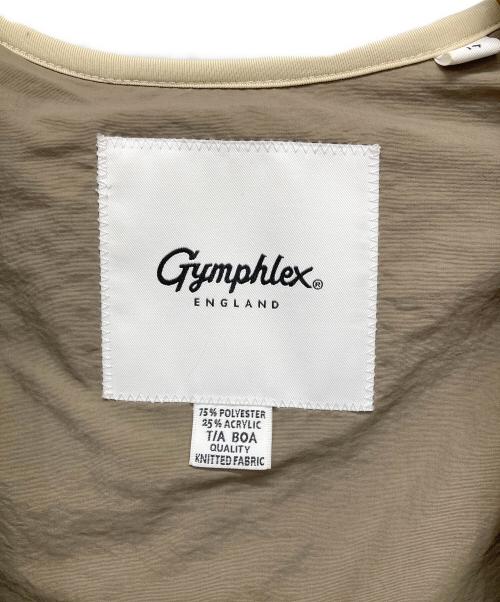 Gymphlex®
ENGLAND
75% POLYESTER
25% ACRYLIC
T/A BOA
QUALITY
KNITTED FABRIC